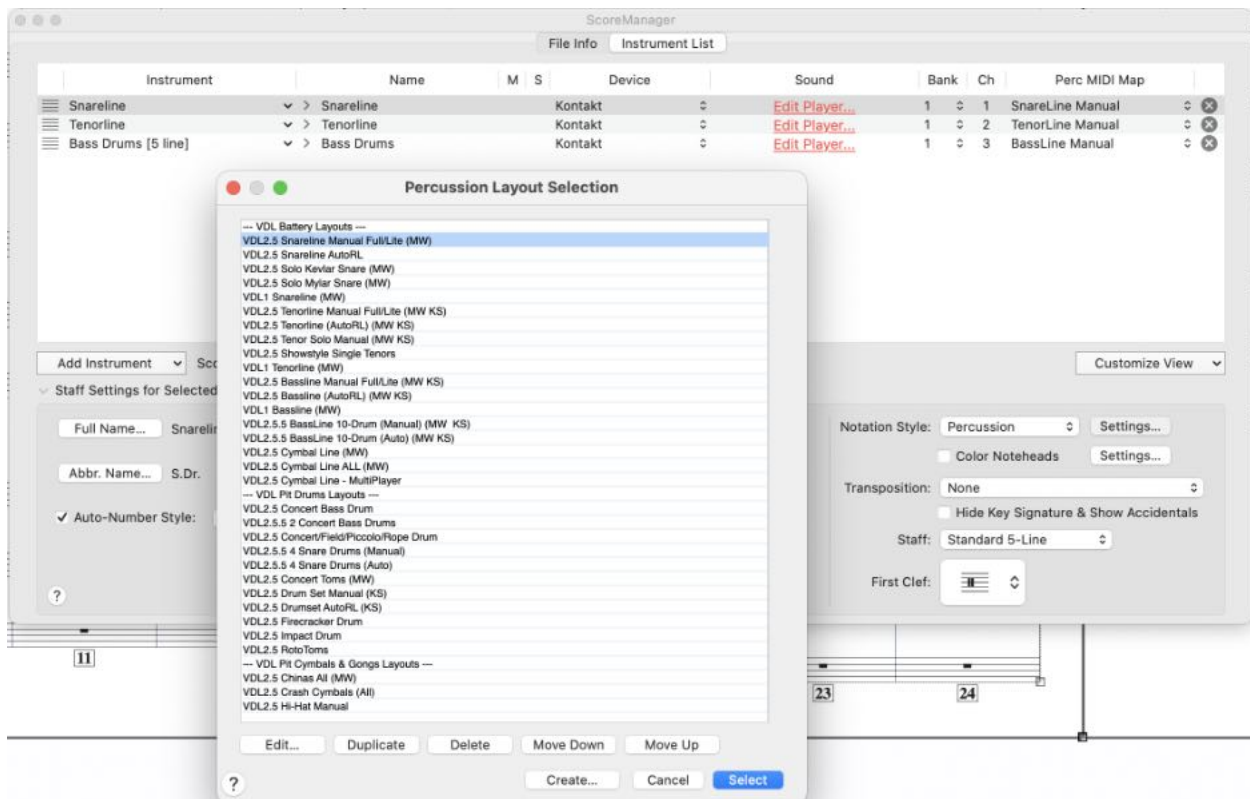 ScoreManager
File Info Instrument List
Instrument Name M S Device Sound Bank Ch Perc MIDI Map
Snareline Snareline Kontakt Edit Player... 1 1 SnareLine Manual
Tenorline Tenorline Kontakt Edit Player... 1 2 TenorLine Manual
Bass Drums [5 line] Bass Drums Kontakt Edit Player... 1 3 BassLine Manual
Percussion Layout Selection
--- VDL Battery Layouts ---
VDL2.5 Snareline Manual Full/Lite (MW)
VDL2.5 Snareline AutoRL
VDL2.5 Solo Kevlar Snare (MW)
VDL2.5 Solo Mylar Snare (MW)
VDL1 Snareline (MW)
VDL2.5 Tenorline Manual Full/Lite (MW KS)
VDL2.5 Tenorline (AutoRL) (MW KS)
VDL2.5 Tenor Solo Manual (MW KS)
VDL2.5 Showstyle Single Tenors
VDL1 Tenorline (MW)
VDL2.5 Bassline Manual Full/Lite (MW KS)
VDL2.5 Bassline (AutoRL) (MW KS)
VDL1 Bassline (MW)
VDL2.5.5 BassLine 10-Drum (Manual) (MW KS)
VDL2.5.5 BassLine 10-Drum (Auto) (MW KS)
VDL2.5 Cymbal Line (MW)
VDL2.5 Cymbal Line ALL (MW)
VDL2.5 Cymbal Line - MultiPlayer
--- VDL Pit Drums Layouts ---
VDL2.5 Concert Bass Drum
VDL2.5.5 2 Concert Bass Drums
VDL2.5 Concert/Field/Piccolo/Rope Drum
VDL2.5.5 4 Snare Drums (Manual)
VDL2.5.5 4 Snare Drums (Auto)
VDL2.5 Concert Toms (MW)
VDL2.5 Drum Set Manual (KS)
VDL2.5 Drumset AutoRL (KS)
VDL2.5 Firecracker Drum
VDL2.5 Impact Drum
VDL2.5 RotoToms
--- VDL Pit Cymbals & Gongs Layouts ---
VDL2.5 Chinas All (MW)
VDL2.5 Crash Cymbals (All)
VDL2.5 Hi-Hat Manual
Edit... Duplicate Delete Move Down Move Up
? Create... Cancel Select
Add Instrument Sco
Customize View
Staff Settings for Selected
Full Name... Snarelin
Abbr. Name... S.Dr.
Auto-Number Style:
?
Notation Style: Percussion Settings...
Color Noteheads Settings...
Transposition: None
Hide Key Signature & Show Accidentals
Staff: Standard 5-Line
First Clef:
11
23 24